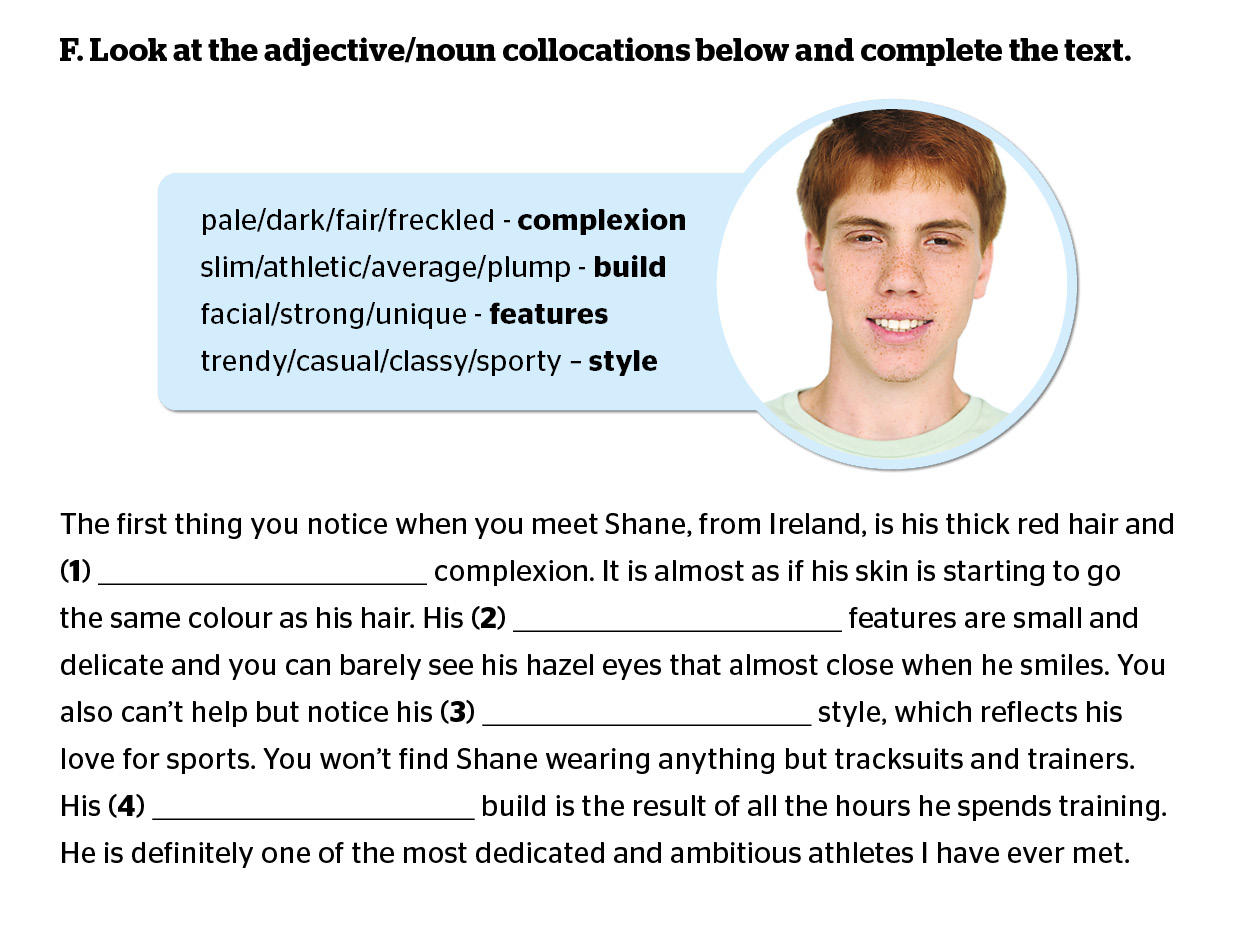 F. Look at the adjective/noun collocations below and complete the text.
pale/dark/fair/freckled - complexion
slim/athletic/average/plump - build
facial/strong/unique - features
trendy/casual/classy/sporty – style
The first thing you notice when you meet Shane, from Ireland, is his thick red hair and
(1) ______________________ complexion. It is almost as if his skin is starting to go
the same colour as his hair. His (2) ______________________ features are small and
delicate and you can barely see his hazel eyes that almost close when he smiles. You
also can't help but notice his (3) ______________________ style, which reflects his
love for sports. You won't find Shane wearing anything but tracksuits and trainers.
His (4) ______________________ build is the result of all the hours he spends training.
He is definitely one of the most dedicated and ambitious athletes I have ever met.